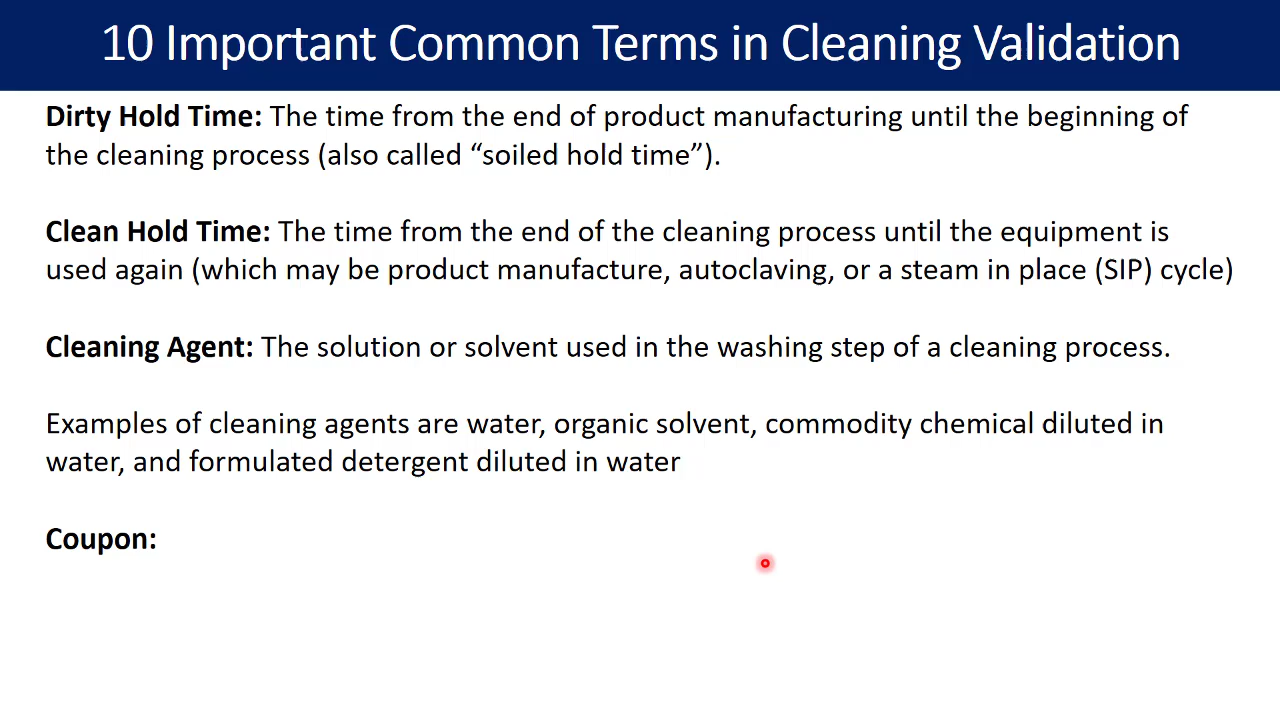 10 Important Common Terms in Cleaning Validation
Dirty Hold Time: The time from the end of product manufacturing until the beginning of
the cleaning process (also called “soiled hold time”).
Clean Hold Time: The time from the end of the cleaning process until the equipment is
used again (which may be product manufacture, autoclaving, or a steam in place (SIP) cycle)
Cleaning Agent: The solution or solvent used in the washing step of a cleaning process.
Examples of cleaning agents are water, organic solvent, commodity chemical diluted in
water, and formulated detergent diluted in water
Coupon: